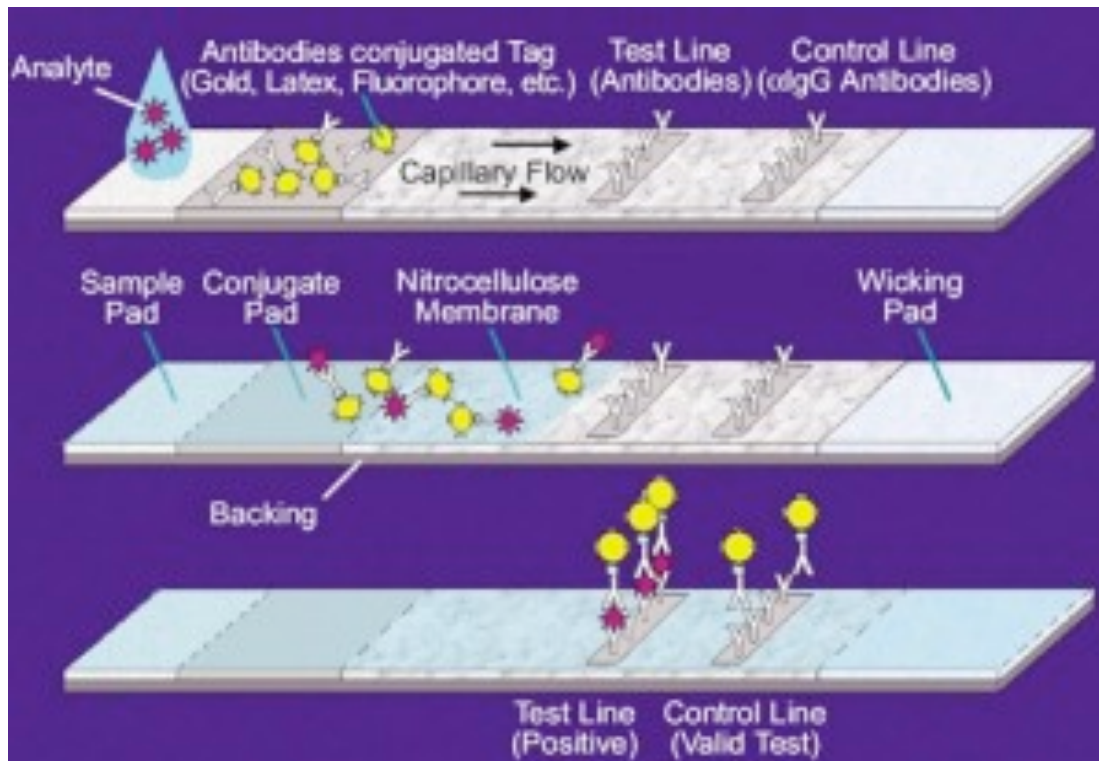 Analyte
Antibodies conjugated Tag
(Gold, Latex, Fluorophore, etc.)
Test Line
(Antibodies)
Control Line
(αIgG Antibodies)
Capillary Flow
Sample
Pad
Conjugate
Pad
Nitrocellulose
Membrane
Wicking
Pad
Backing
Test Line
(Positive)
Control Line
(Valid Test)